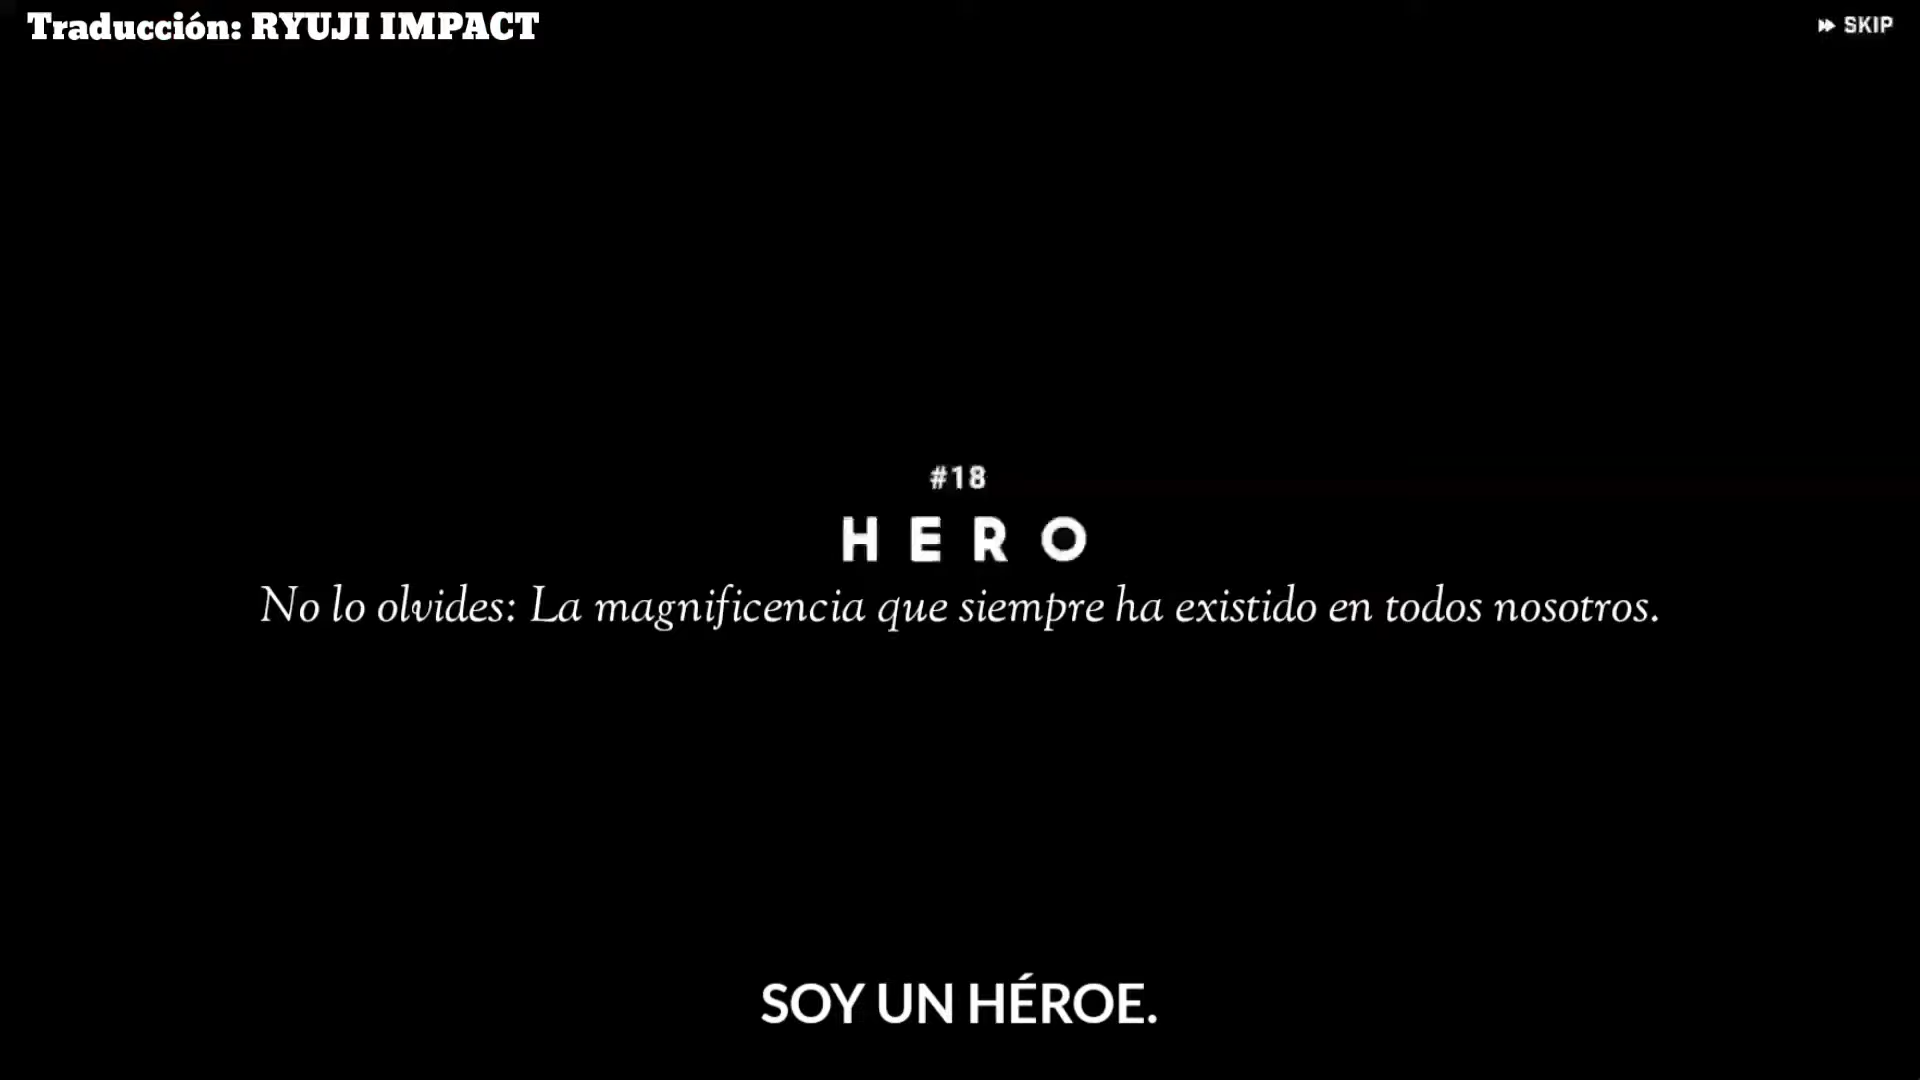 Traducción: RYUJI IMPACT
SKIP
#18
HERO
No lo olvides: La magnificencia que siempre ha existido en todos nosotros.
SOY UN HÉROE.